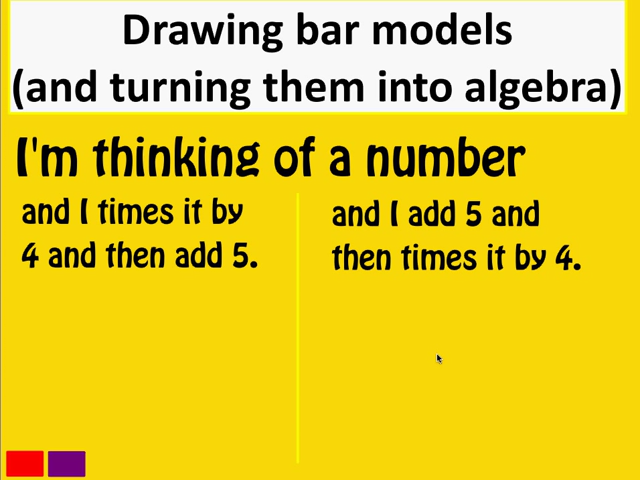 Drawing bar models
(and turning them into algebra)
I'm thinking of a number
and I times it by
4 and then add 5.
and I add 5 and
then times it by 4.